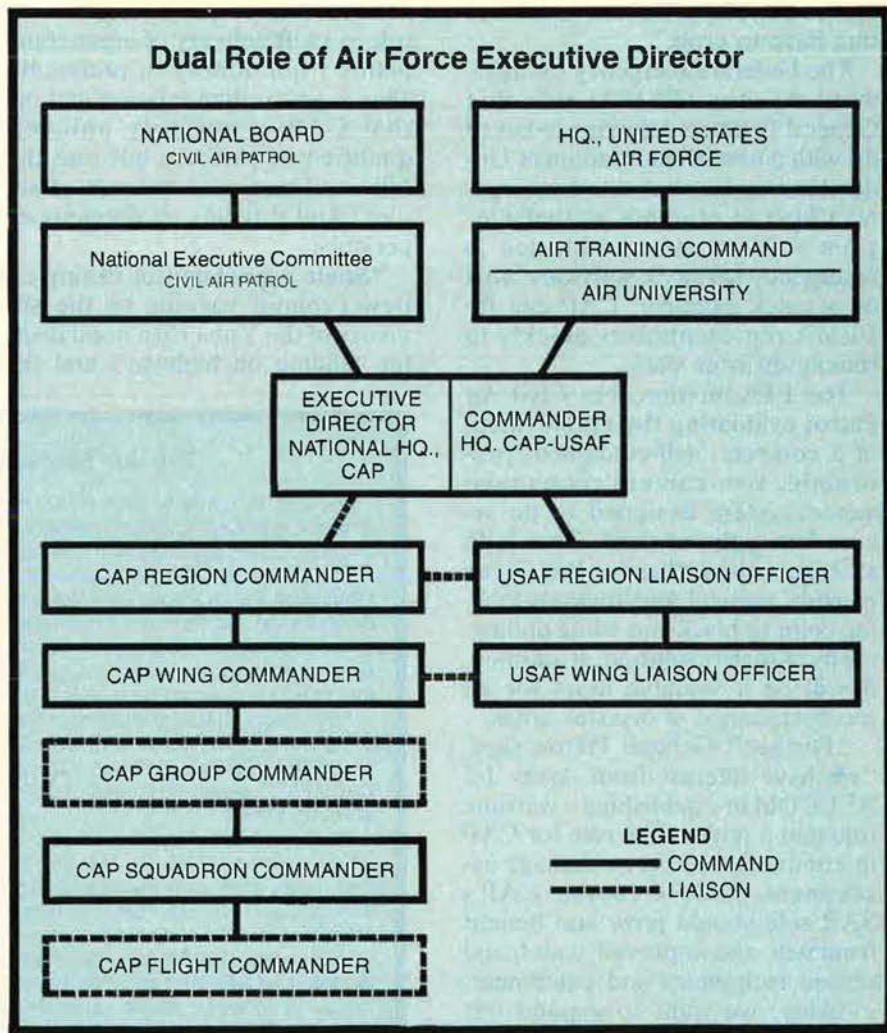 Dual Role of Air Force Executive Director
NATIONAL BOARD
CIVIL AIR PATROL
HQ., UNITED STATES
AIR FORCE
National Executive Committee
CIVIL AIR PATROL
AIR TRAINING COMMAND
AIR UNIVERSITY
EXECUTIVE
DIRECTOR
NATIONAL HQ.,
CAP
COMMANDER
HQ. CAP-USAF
CAP REGION COMMANDER
USAF REGION LIAISON OFFICER
CAP WING COMMANDER
USAF WING LIAISON OFFICER
CAP GROUP COMMANDER
CAP SQUADRON COMMANDER
CAP FLIGHT COMMANDER
LEGEND
COMMAND
LIAISON